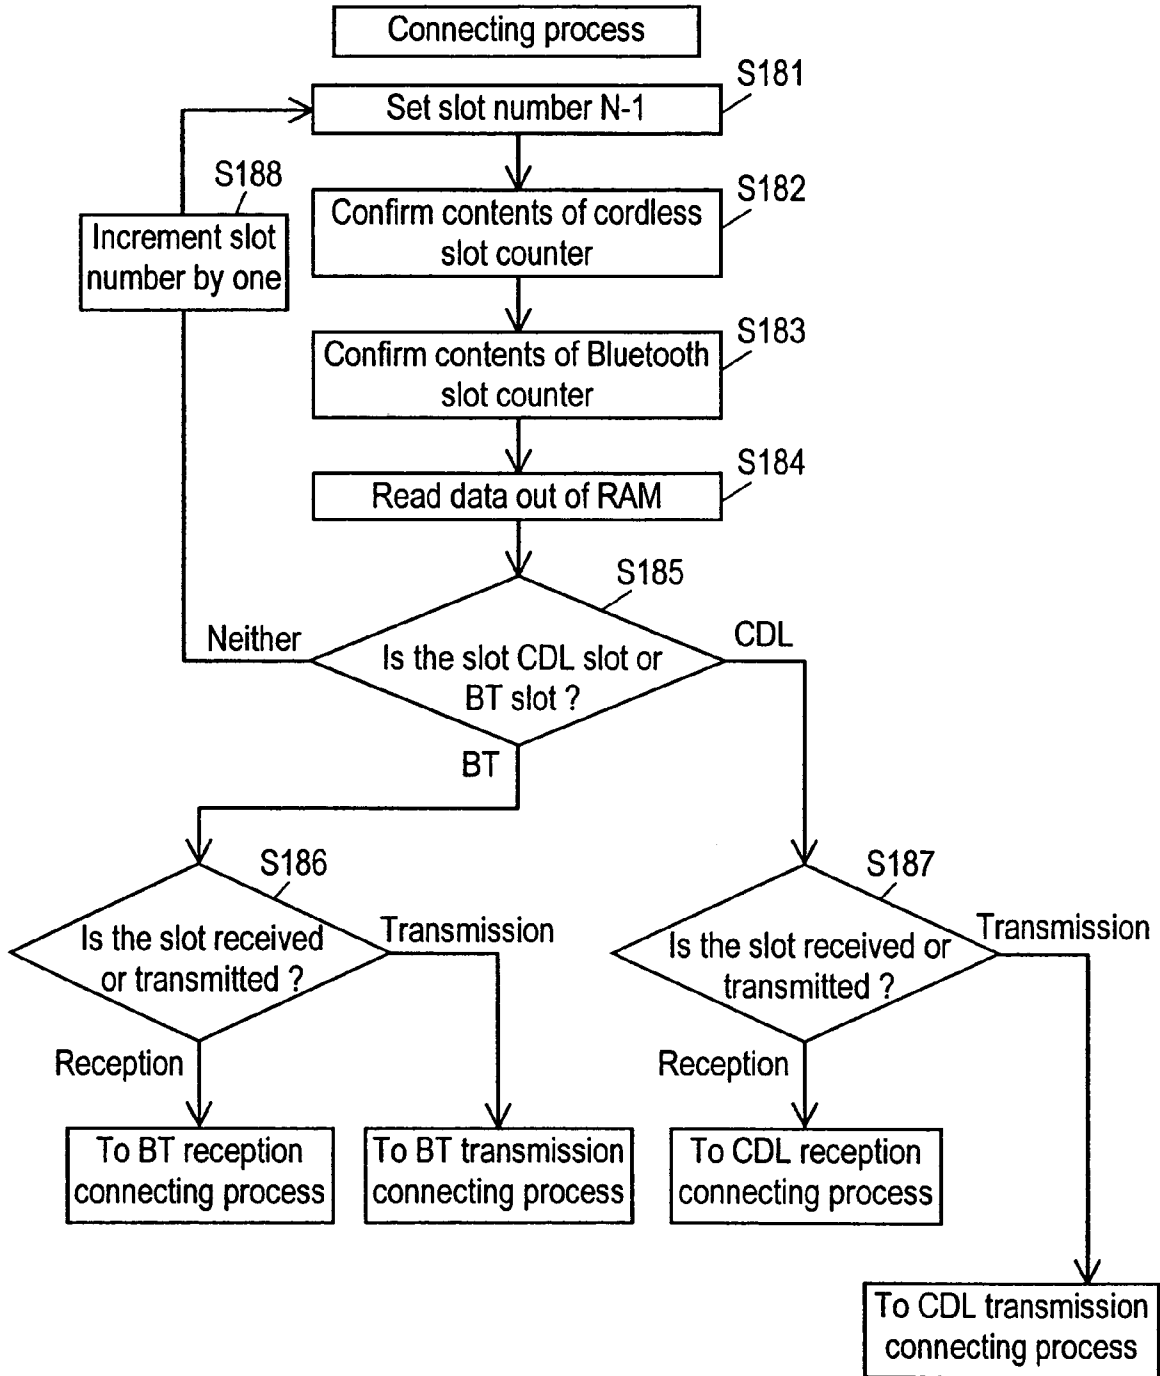 Connecting process
S181
Set slot number N-1
S188
S182
Increment slot
number by one
Confirm contents of cordless
slot counter
S183
Confirm contents of Bluetooth
slot counter
S184
Read data out of RAM
S185
Neither
CDL
Is the slot CDL slot or
BT slot ?
BT
S186
S187
Is the slot received
or transmitted ?
Transmission
Is the slot received or
transmitted ?
Transmission
Reception
Reception
To BT reception
connecting process
To BT transmission
connecting process
To CDL reception
connecting process
To CDL transmission
connecting process